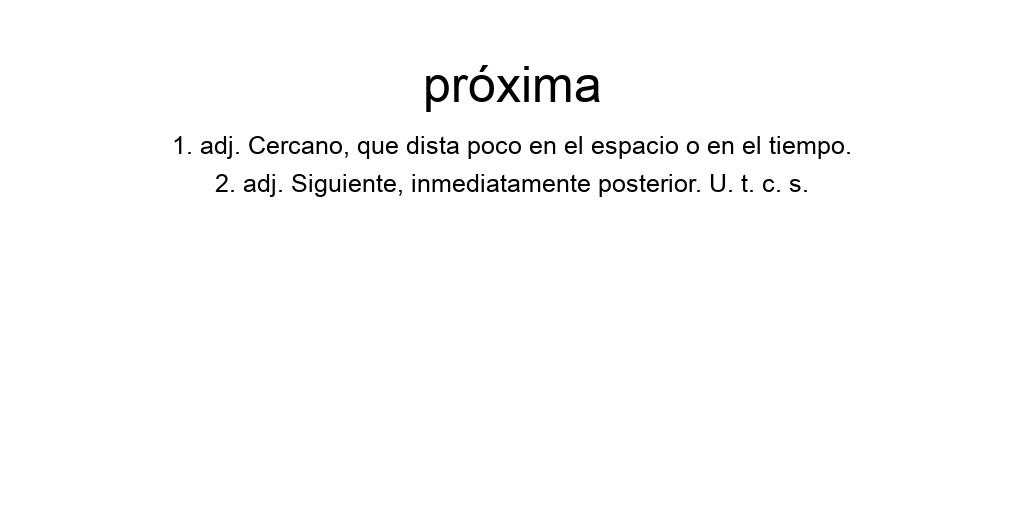 próxima
1. adj. Cercano, que dista poco en el espacio o en el tiempo.
2. adj. Siguiente, inmediatamente posterior. U. t. c. s.